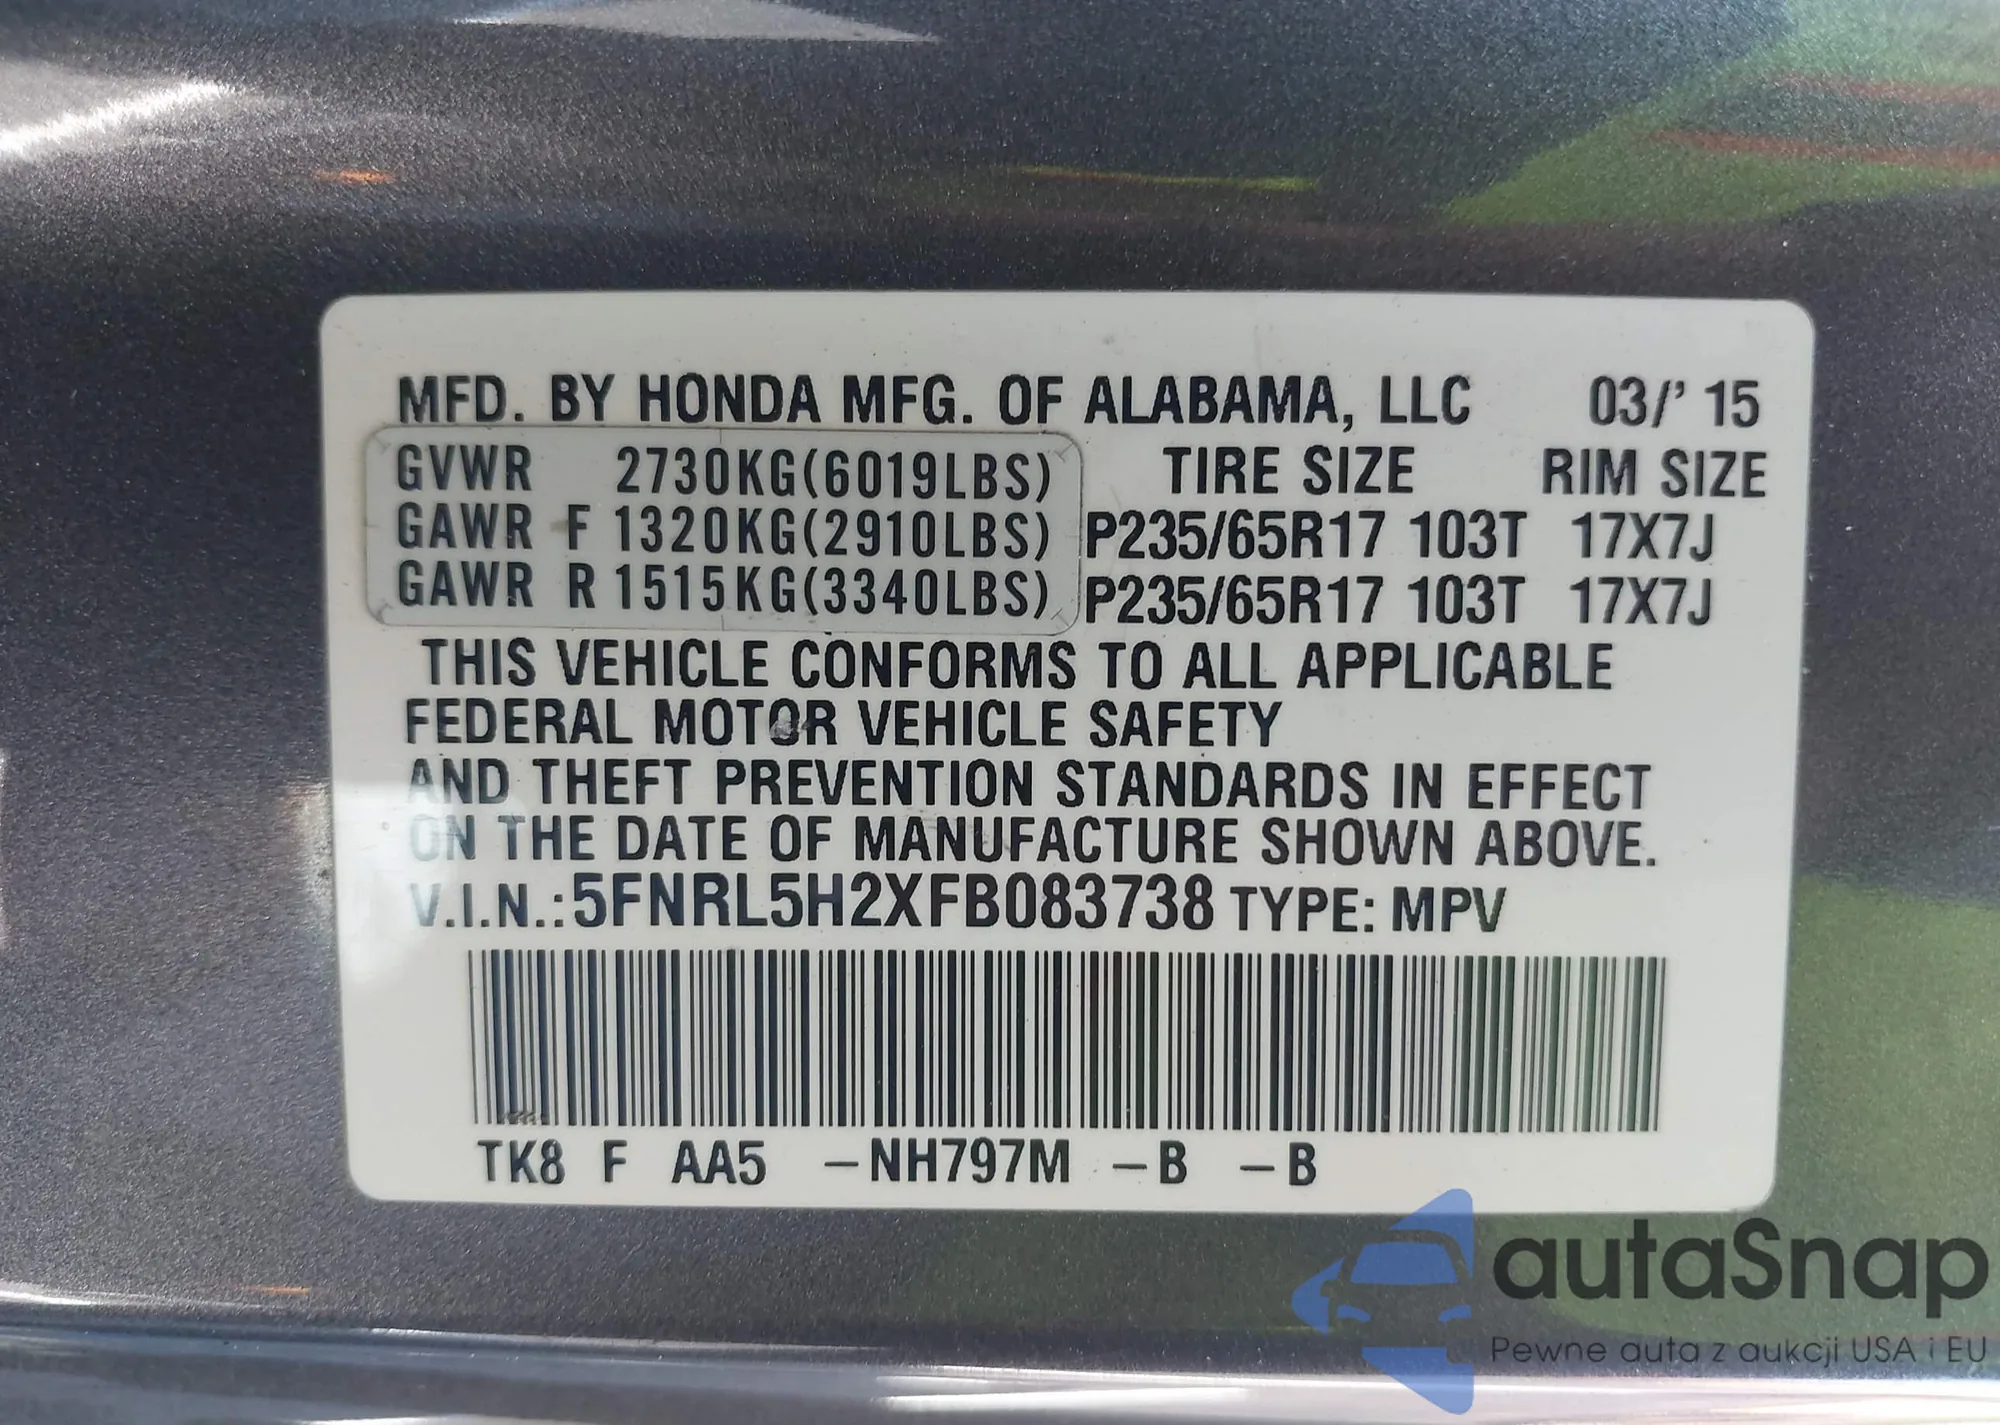 MFD. BY HONDA MFG. OF ALABAMA, LLC 03/' 15
GVWR 2730KG(6019LBS) TIRE SIZE RIM SIZE
GAWR F 1320KG(2910LBS) P235/65R17 103T 17X7J
GAWR R 1515KG(3340LBS) P235/65R17 103T 17X7J
THIS VEHICLE CONFORMS TO ALL APPLICABLE
FEDERAL MOTOR VEHICLE SAFETY
AND THEFT PREVENTION STANDARDS IN EFFECT
ON THE DATE OF MANUFACTURE SHOWN ABOVE.
V.I.N.: 5FNRL5H2XFB083738 TYPE: MPV
TK8 F AA5 –NH797M –B –B
autaSnap
Pewne auta z aukcji USA i EU